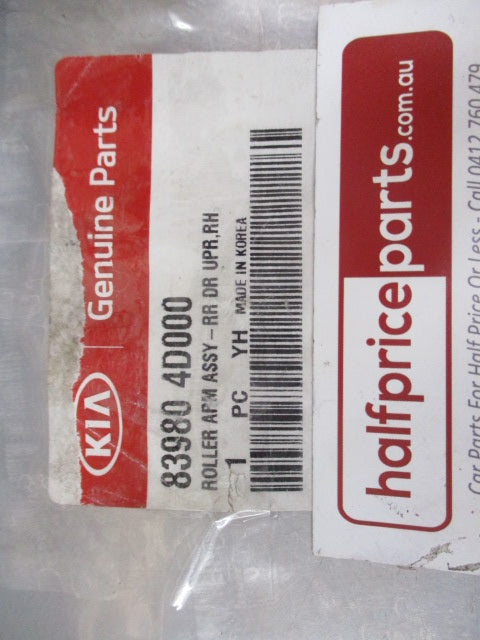 KIA | Genuine Parts
83980 4D000
ROLLER ARM ASSY-RR DR UPR,RH
1 PC YH MADE IN KOREA
halfpriceparts.com.au
Car Parts For Half Price Or Less - Call 0412 760 479